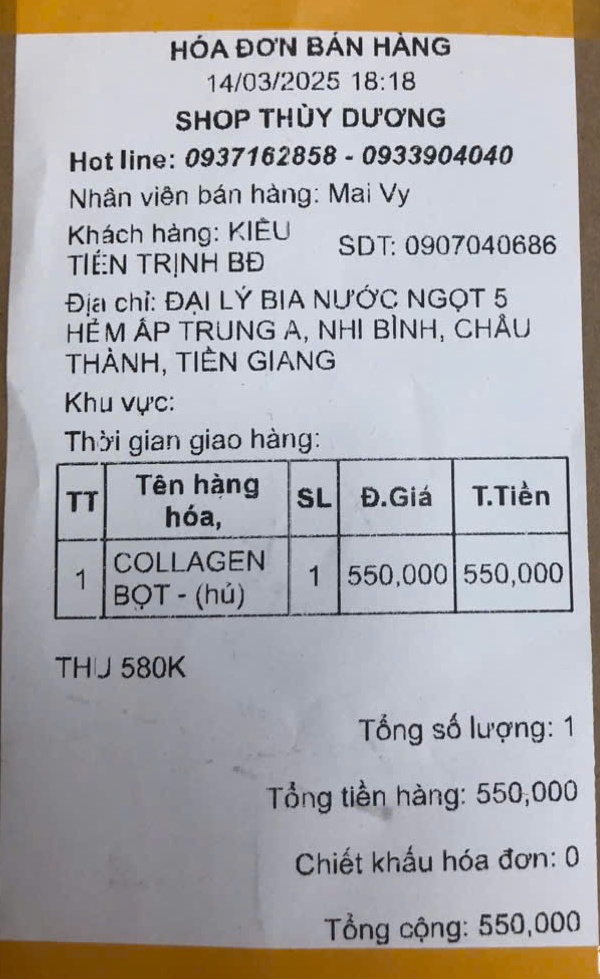 HÓA ĐƠN BÁN HÀNG
14/03/2025 18:18
SHOP THÙY DƯƠNG
Hot line: 0937162858 - 0933904040
Nhân viên bán hàng: Mai Vy
Khách hàng: KIỀU TIẾN TRỊNH BĐ
SDT: 0907040686
Địa chỉ: ĐẠI LÝ BIA NƯỚC NGỌT 5
HẺM ẤP TRUNG A, NHI BÌNH, CHÂU
THÀNH, TIỀN GIANG
Khu vực:
Thời gian giao hàng:
TT Tên hàng hóa, SL Đ.Giá T.Tiền
1 COLLAGEN BỌT - (hủ) 1 550,000 550,000
THU 580K
Tổng số lượng: 1
Tổng tiền hàng: 550,000
Chiết khấu hóa đơn: 0
Tổng cộng: 550,000